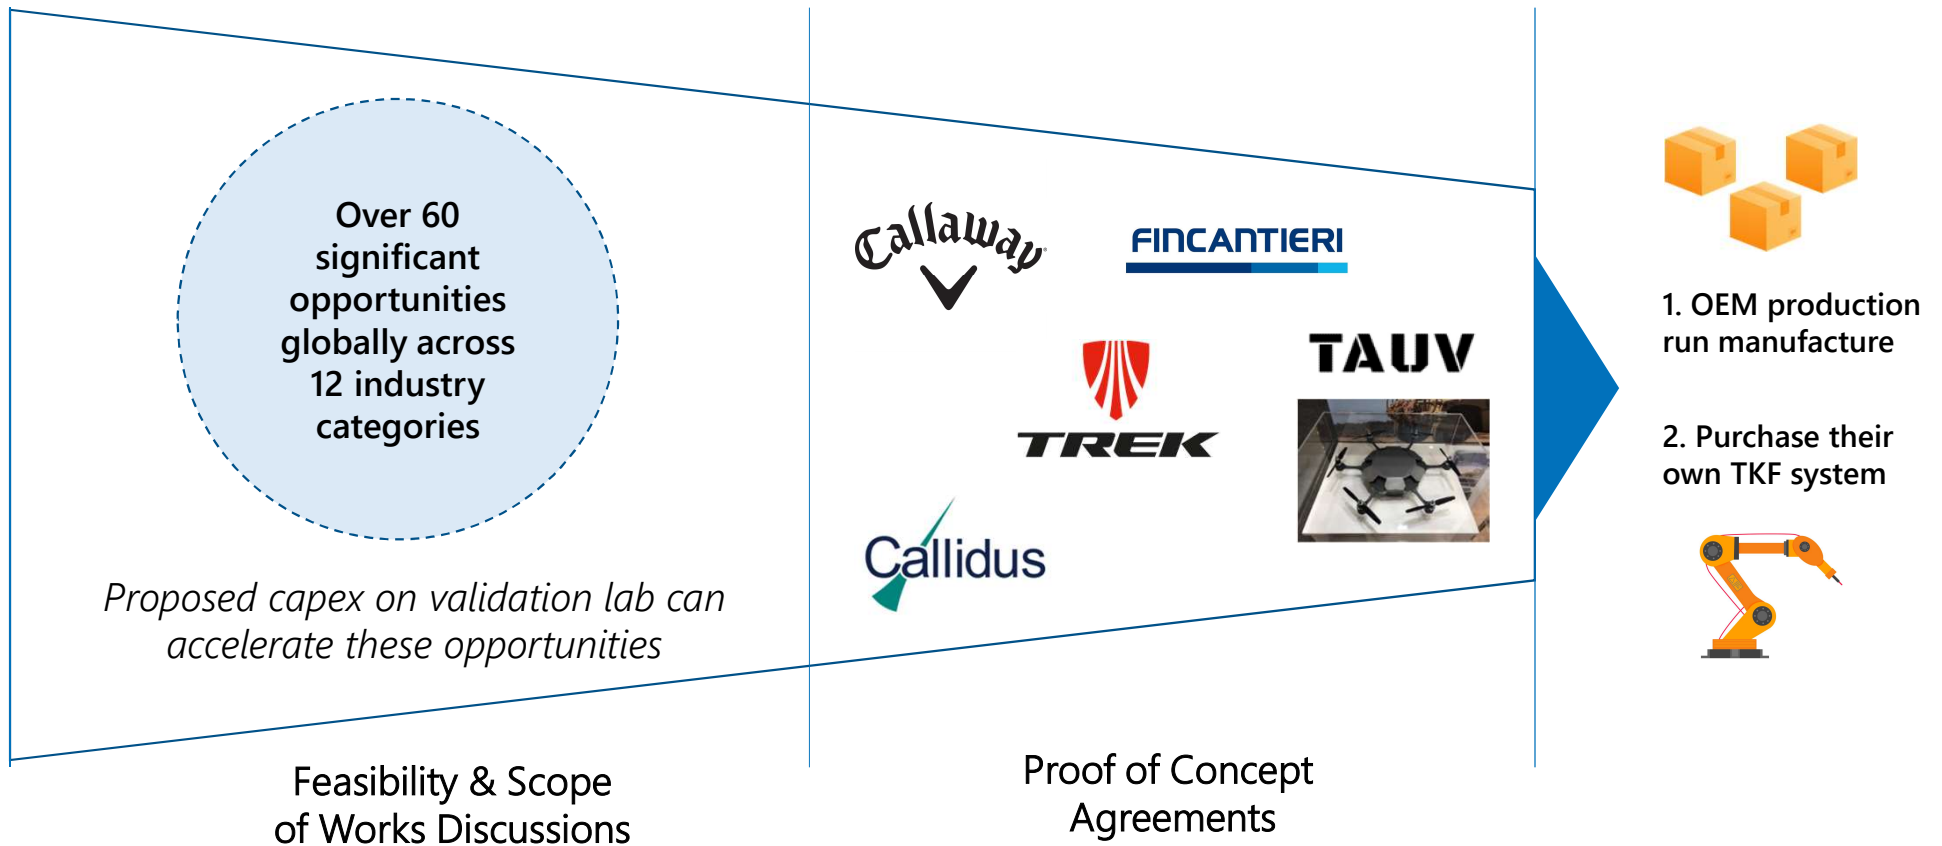 Over 60
significant
opportunities
globally across
12 industry
categories
Proposed capex on validation lab can
accelerate these opportunities
Feasibility & Scope
of Works Discussions
Callaway
FINCANTIERI
TREK
TAUV
Callidus
Proof of Concept
Agreements
1. OEM production
run manufacture
2. Purchase their
own TKF system